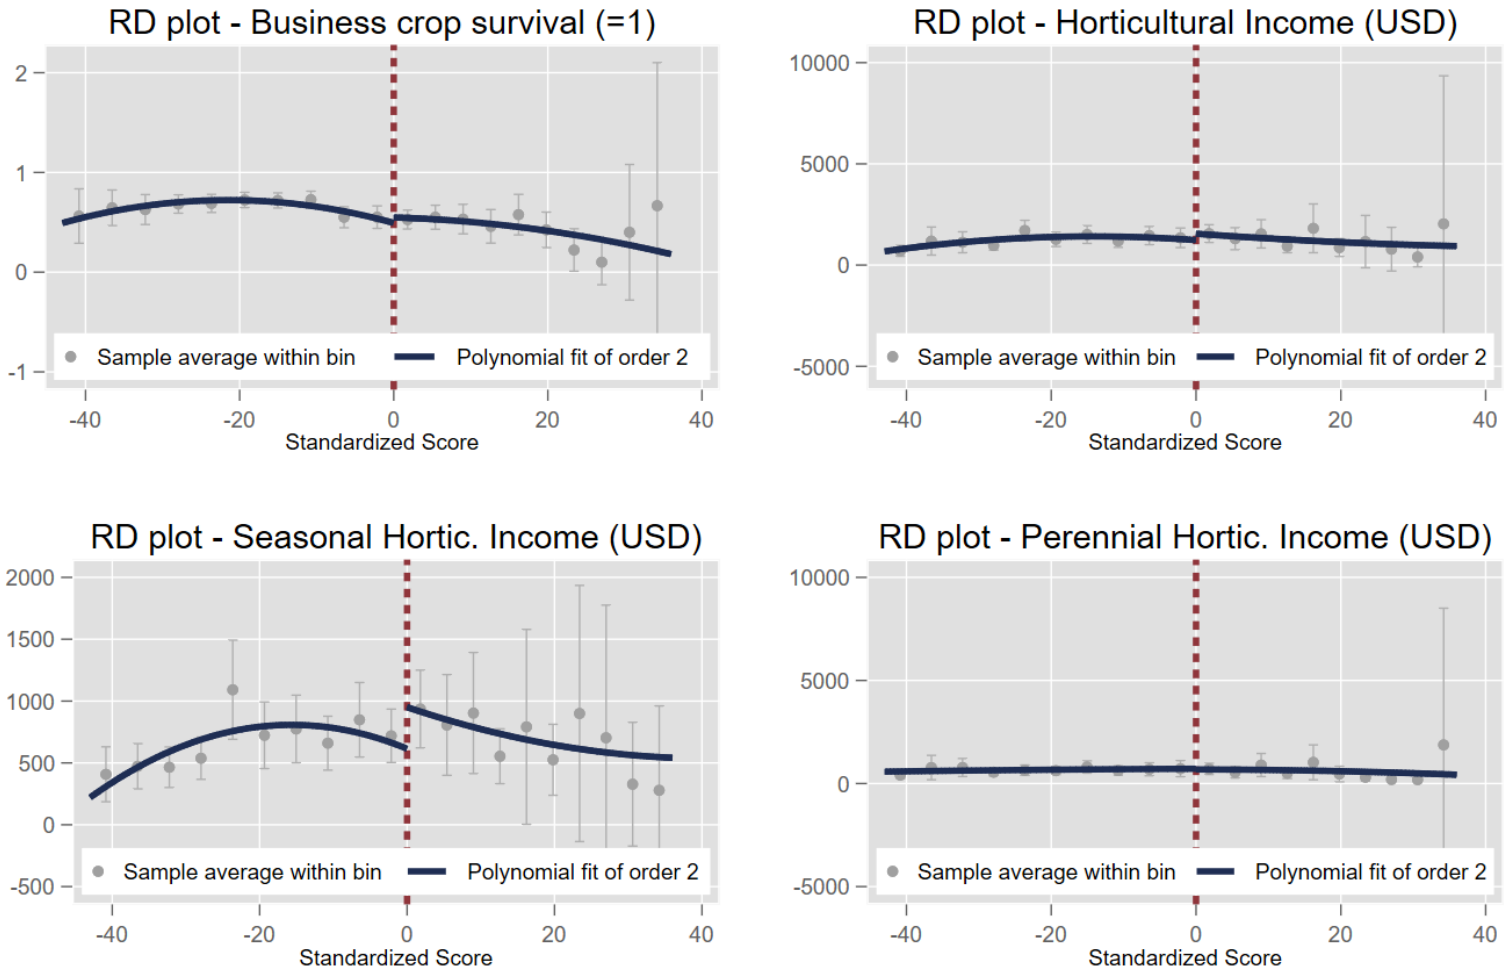 RD plot - Business crop survival (=1)
2
1
0
-1
Sample average within bin Polynomial fit of order 2
-40 -20 0 20 40
Standardized Score
RD plot - Horticultural Income (USD)
10000
5000
0
-5000
Sample average within bin Polynomial fit of order 2
-40 -20 0 20 40
Standardized Score
RD plot - Seasonal Hortic. Income (USD)
2000
1500
1000
500
0
-500
Sample average within bin Polynomial fit of order 2
-40 -20 0 20 40
Standardized Score
RD plot - Perennial Hortic. Income (USD)
10000
5000
0
-5000
Sample average within bin Polynomial fit of order 2
-40 -20 0 20 40
Standardized Score